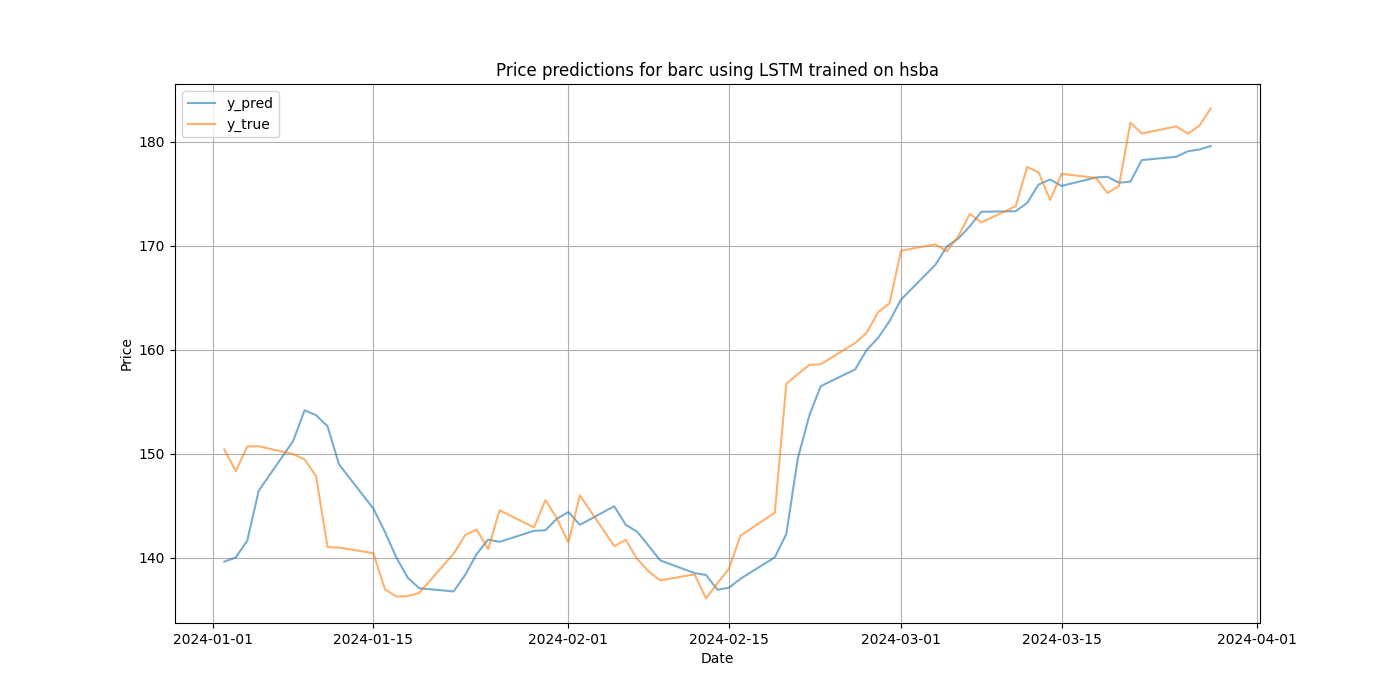 Price predictions for barc using LSTM trained on hsba
y_pred
y_true
180
170
160
150
140
Price
2024-01-01 2024-01-15 2024-02-01 2024-02-15 2024-03-01 2024-03-15 2024-04-01
Date